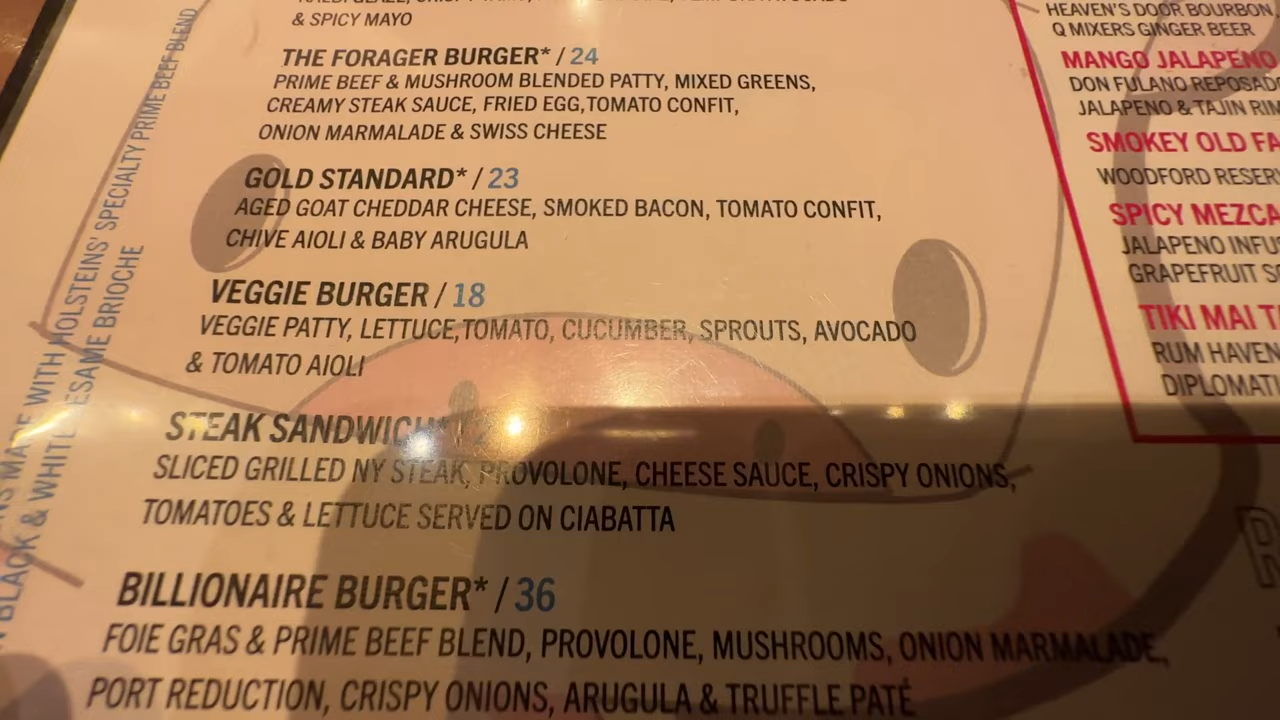 & SPICY MAYO
THE FORAGER BURGER* / 24
PRIME BEEF & MUSHROOM BLENDED PATTY, MIXED GREENS,
CREAMY STEAK SAUCE, FRIED EGG, TOMATO CONFIT,
ONION MARMALADE & SWISS CHEESE
GOLD STANDARD* / 23
AGED GOAT CHEDDAR CHEESE, SMOKED BACON, TOMATO CONFIT,
CHIVE AIOLI & BABY ARUGULA
VEGGIE BURGER / 18
VEGGIE PATTY, LETTUCE, TOMATO, CUCUMBER, SPROUTS, AVOCADO
& TOMATO AIOLI
STEAK SANDWICH*
SLICED GRILLED NY STEAK, PROVOLONE, CHEESE SAUCE, CRISPY ONIONS,
TOMATOES & LETTUCE SERVED ON CIABATTA
BILLIONAIRE BURGER* / 36
FOIE GRAS & PRIME BEEF BLEND, PROVOLONE, MUSHROOMS, ONION MARMALADE,
PORT REDUCTION, CRISPY ONIONS, ARUGULA & TRUFFLE PATÉ
MADE WITH HOLSTEINS' SPECIALTY PRIME BEEF BLEND
BLACK & WHITE SESAME BRIOCHE
HEAVEN'S DOOR BOURBON,
Q MIXERS GINGER BEER
MANGO JALAPENO
DON FULANO REPOSADO
JALAPENO & TAJIN RIM
SMOKEY OLD FA
WOODFORD RESERV
SPICY MEZCA
JALAPENO INFU
GRAPEFRUIT S
TIKI MAI T
RUM HAVEN
DIPLOMATI